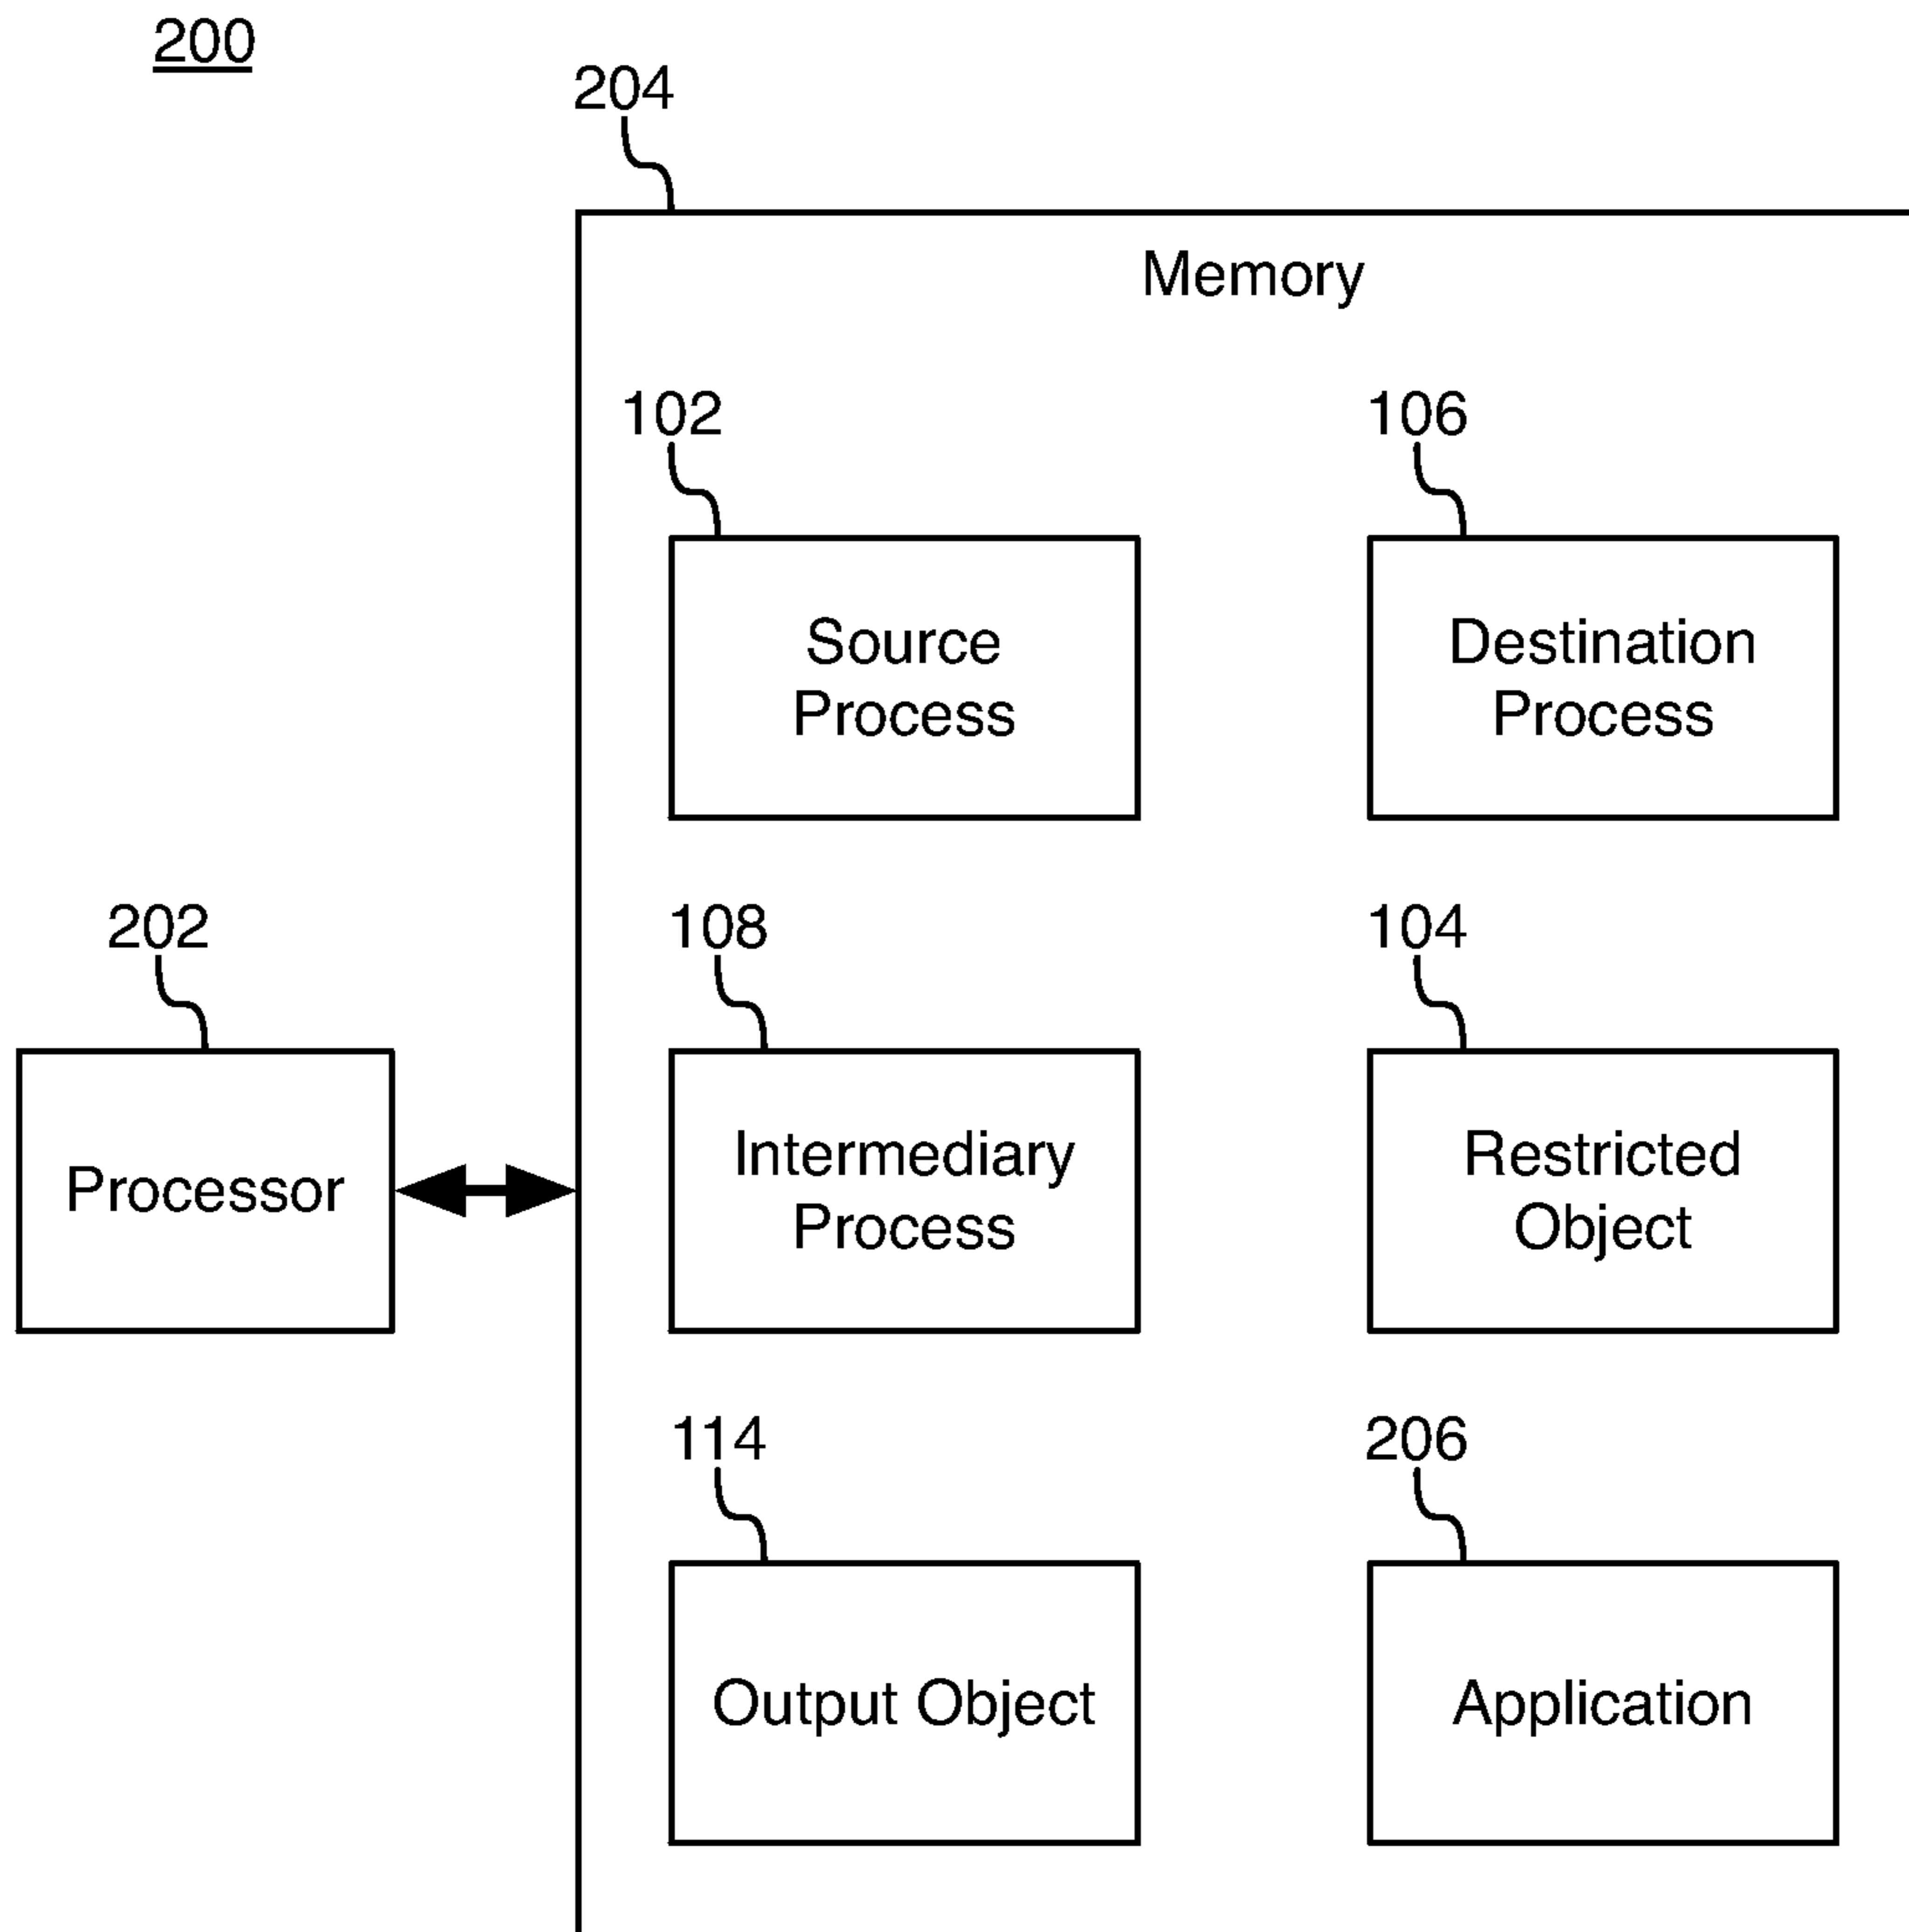 200
204
Memory
102
106
Source
Process
Destination
Process
202
108
104
Processor
Intermediary
Process
Restricted
Object
114
206
Output Object
Application